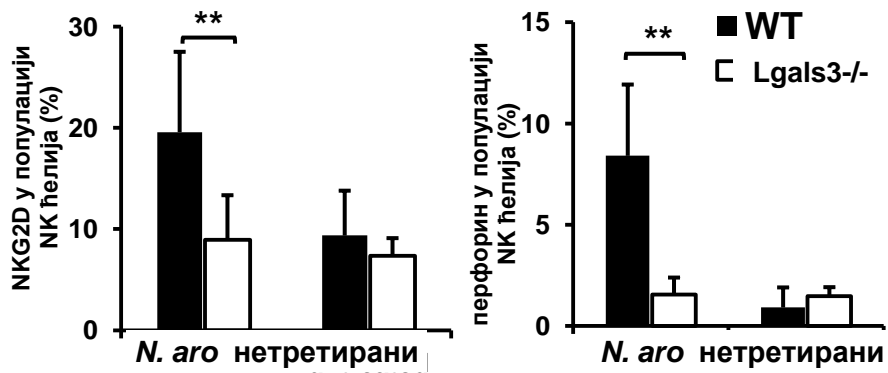 NKG2D у популацији
NK ћелија (%)
30
20
10
0
**
N. aro нетретирани
перфорин у популацији
NK ћелија (%)
15
10
5
0
**
WT
Lgals3-/-
N. aro нетретирани